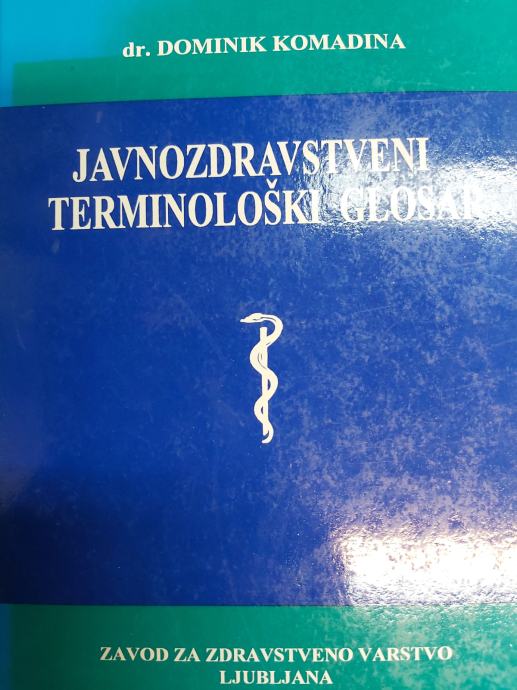 dr. DOMINIK KOMADINA
JAVNOZDRAVSTVENI
TERMINOLOŠKI GLOSAR
ZAVOD ZA ZDRAVSTVENO VARSTVO
LJUBLJANA